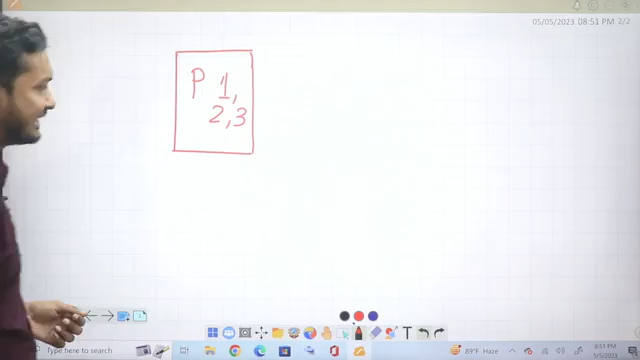 05/05/2023 08:51 PM 2/2
P 1,
2,3
T
Type here to search
89°F Haze
8:51 PM
5/5/2023